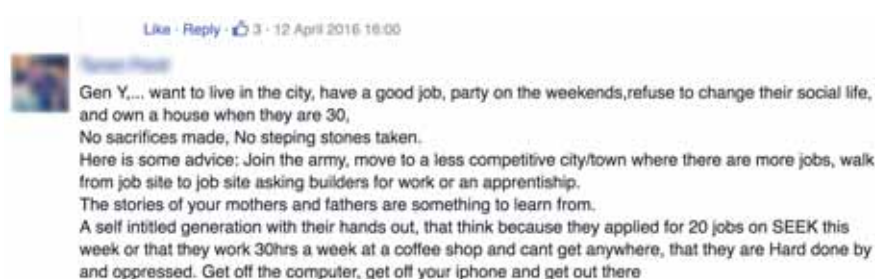 Like · Reply · 3 · 12 April 2016 16:00
Gen Y,... want to live in the city, have a good job, party on the weekends,refuse to change their social life,
and own a house when they are 30,
No sacrifices made, No steping stones taken.
Here is some advice: Join the army, move to a less competitive city/town where there are more jobs, walk
from job site to job site asking builders for work or an apprentiship.
The stories of your mothers and fathers are something to learn from.
A self intitled generation with their hands out, that think because they applied for 20 jobs on SEEK this
week or that they work 30hrs a week at a coffee shop and cant get anywhere, that they are Hard done by
and oppressed. Get off the computer, get off your iphone and get out there